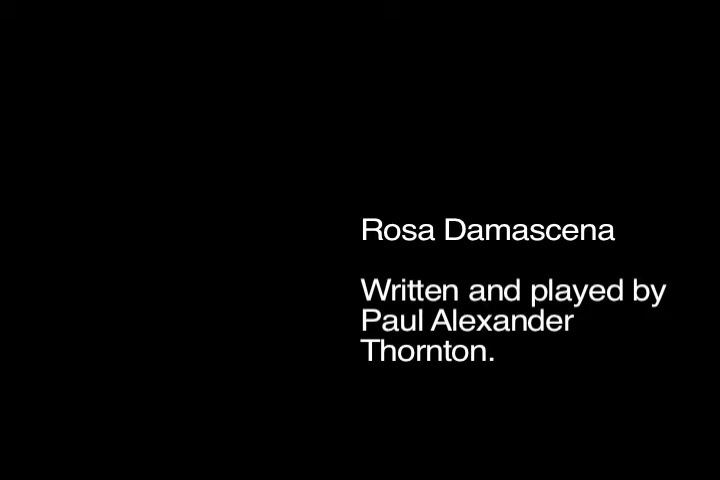 Rosa Damascena
Written and played by
Paul Alexander
Thornton.